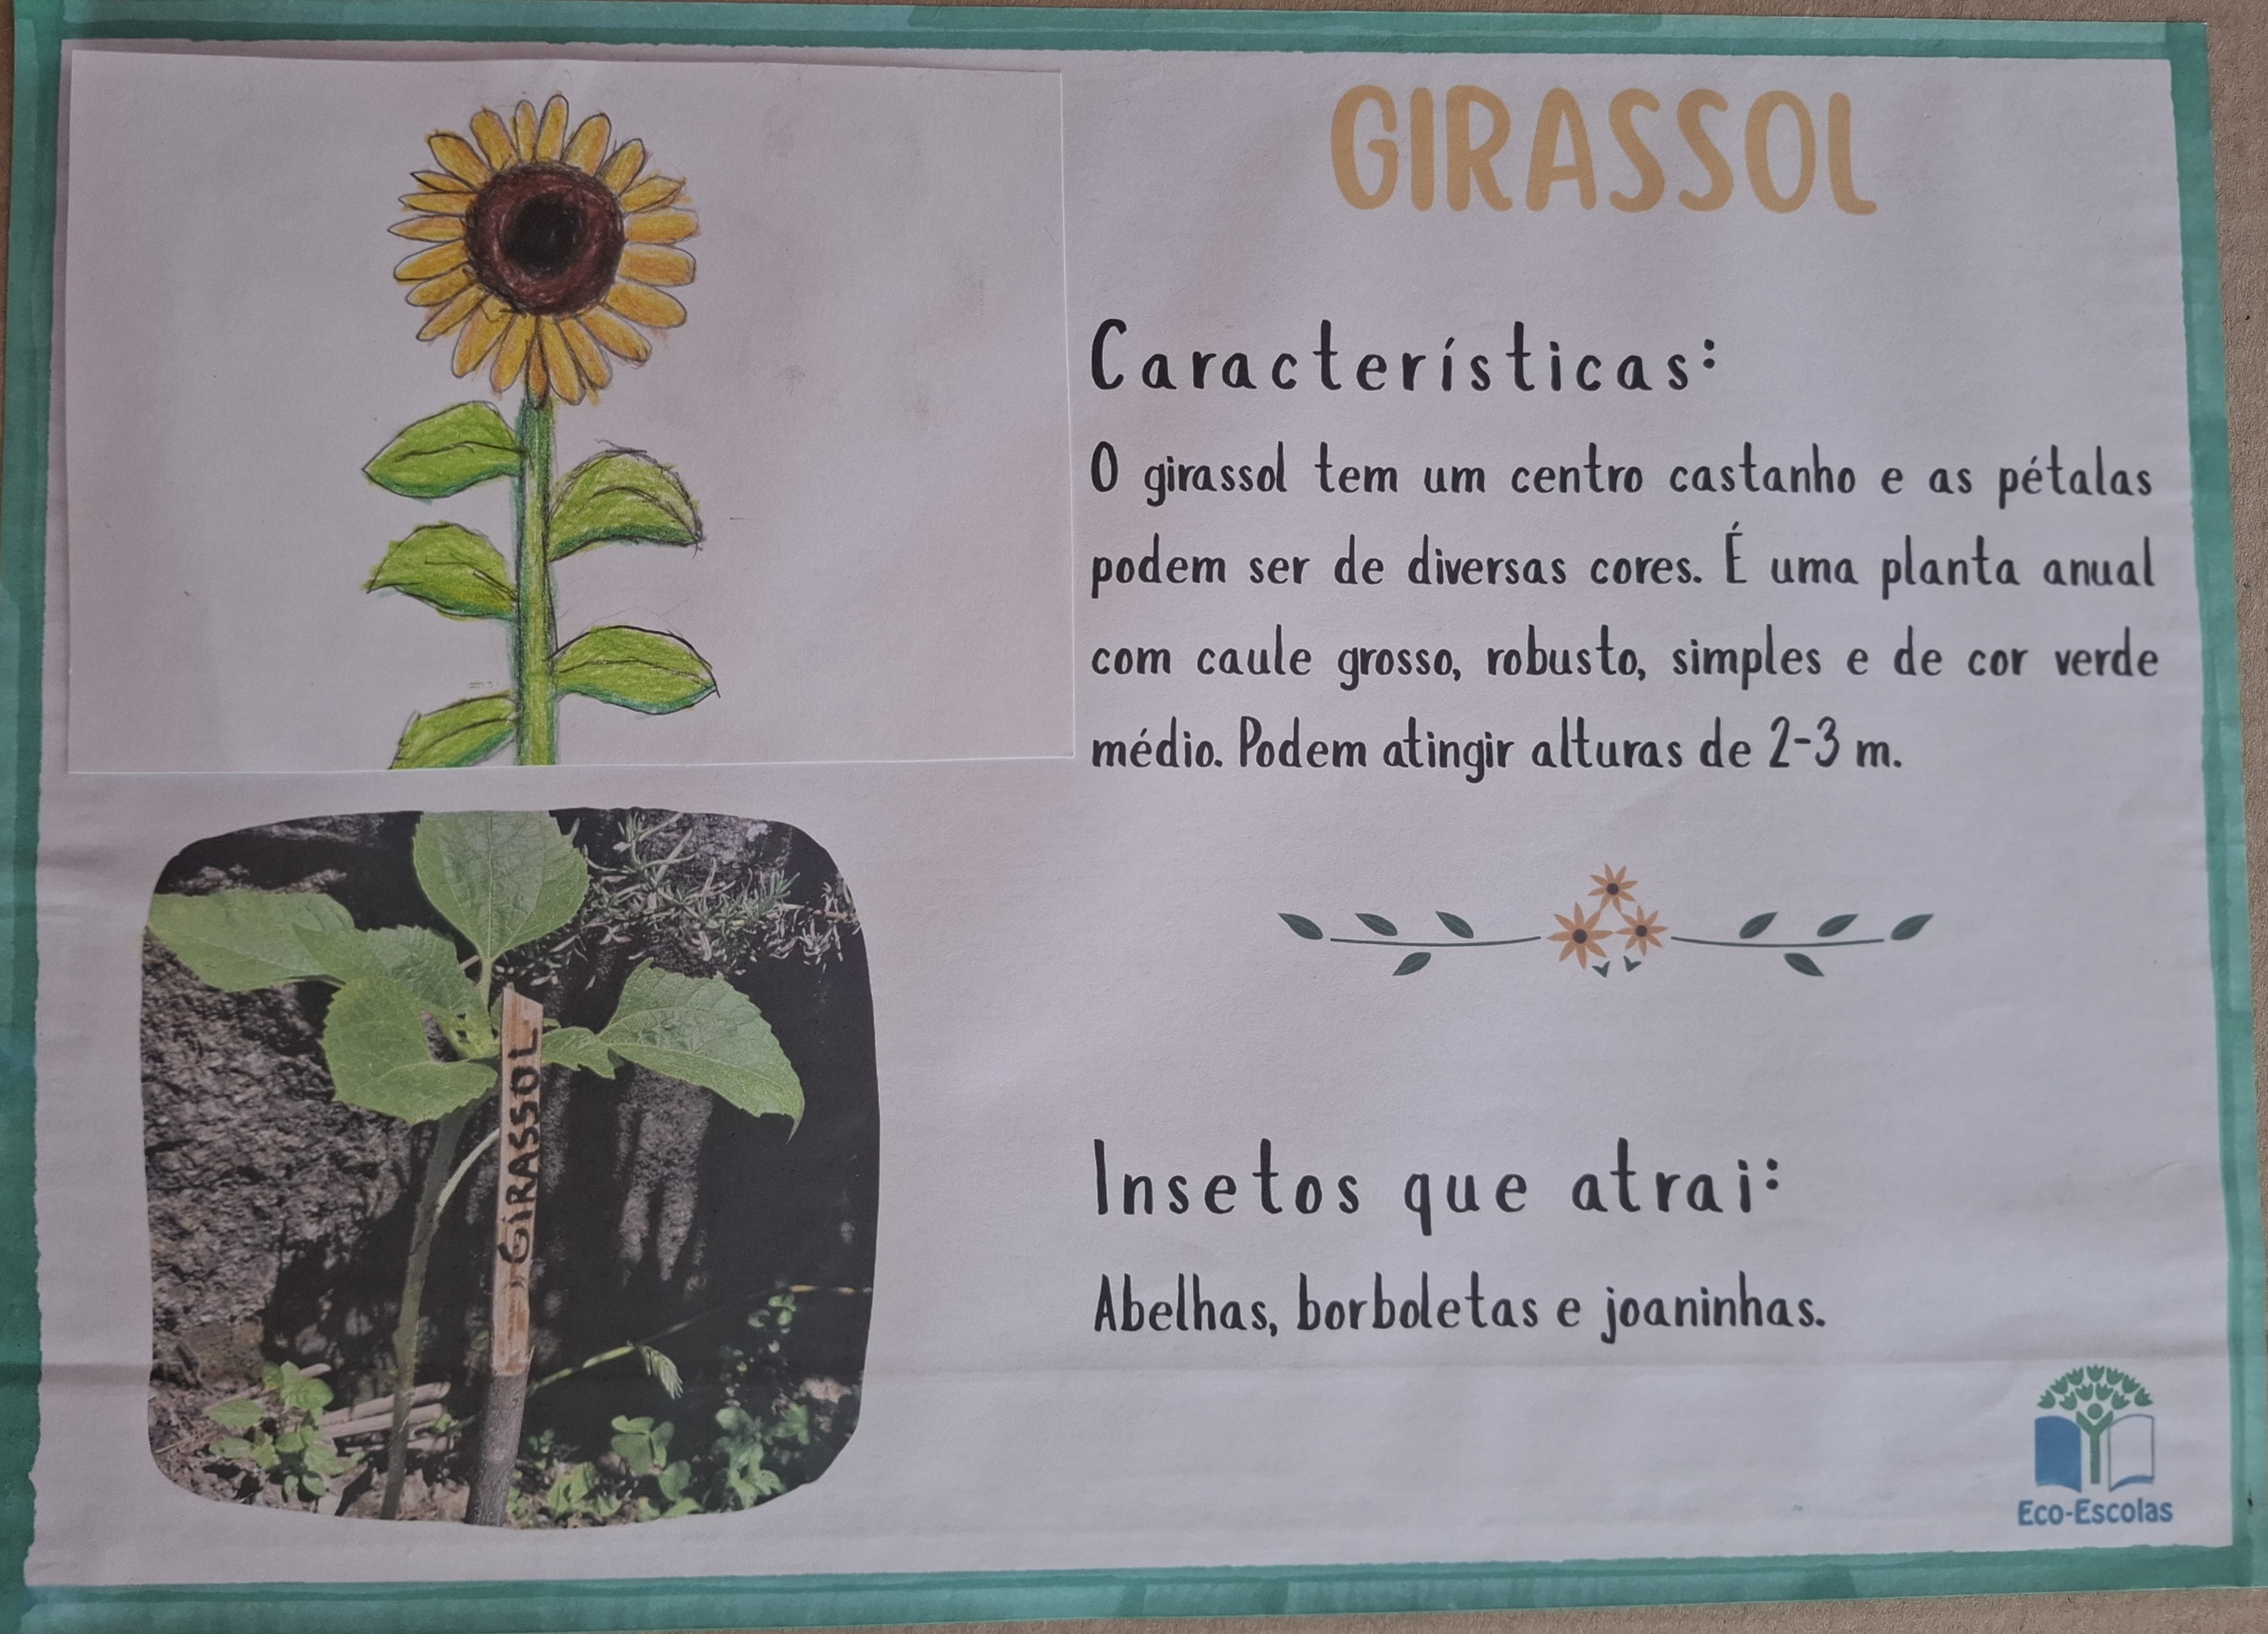 GIRASSOL
Características:
O girassol tem um centro castanho e as pétalas
podem ser de diversas cores. É uma planta anual
com caule grosso, robusto, simples e de cor verde
médio. Podem atingir alturas de 2-3 m.
GIRASSOL
Insetos que atrai:
Abelhas, borboletas e joaninhas.
Eco-Escolas